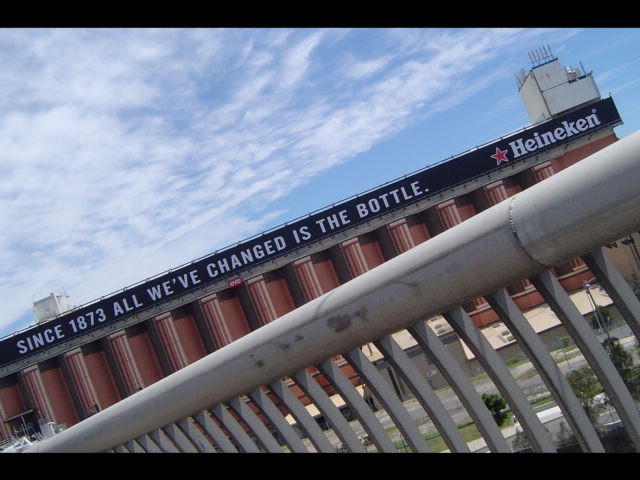 SINCE 1873 ALL WE'VE CHANGED IS THE BOTTLE. Heineken